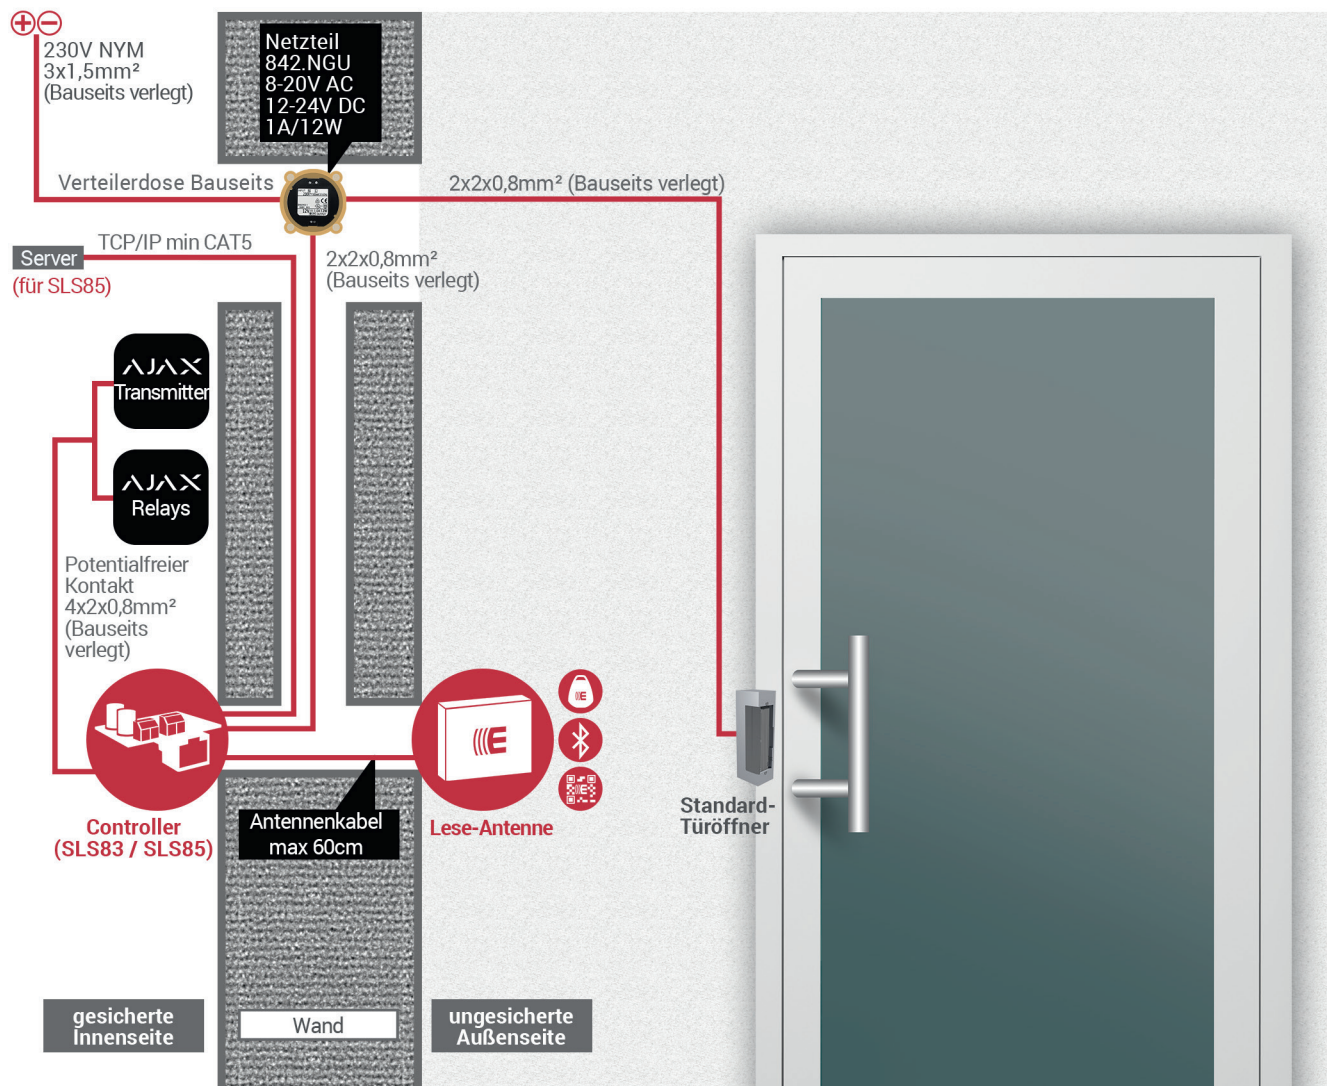 230V NYM
3x1,5mm²
(Bauseits verlegt)
Netzteil
842.NGU
8-20V AC
12-24V DC
1A/12W
Verteilerdose Bauseits
2x2x0,8mm² (Bauseits verlegt)
TCP/IP min CAT5
Server
(für SLS85)
2x2x0,8mm²
(Bauseits verlegt)
AJAX
Transmitter
AJAX
Relays
Potentialfreier
Kontakt
4x2x0,8mm²
(Bauseits
verlegt)
E
Controller
(SLS83 / SLS85)
Antennenkabel
max 60cm
Lese-Antenne
Standard-
Türöffner
gesicherte
Innenseite
Wand
ungesicherte
Außenseite